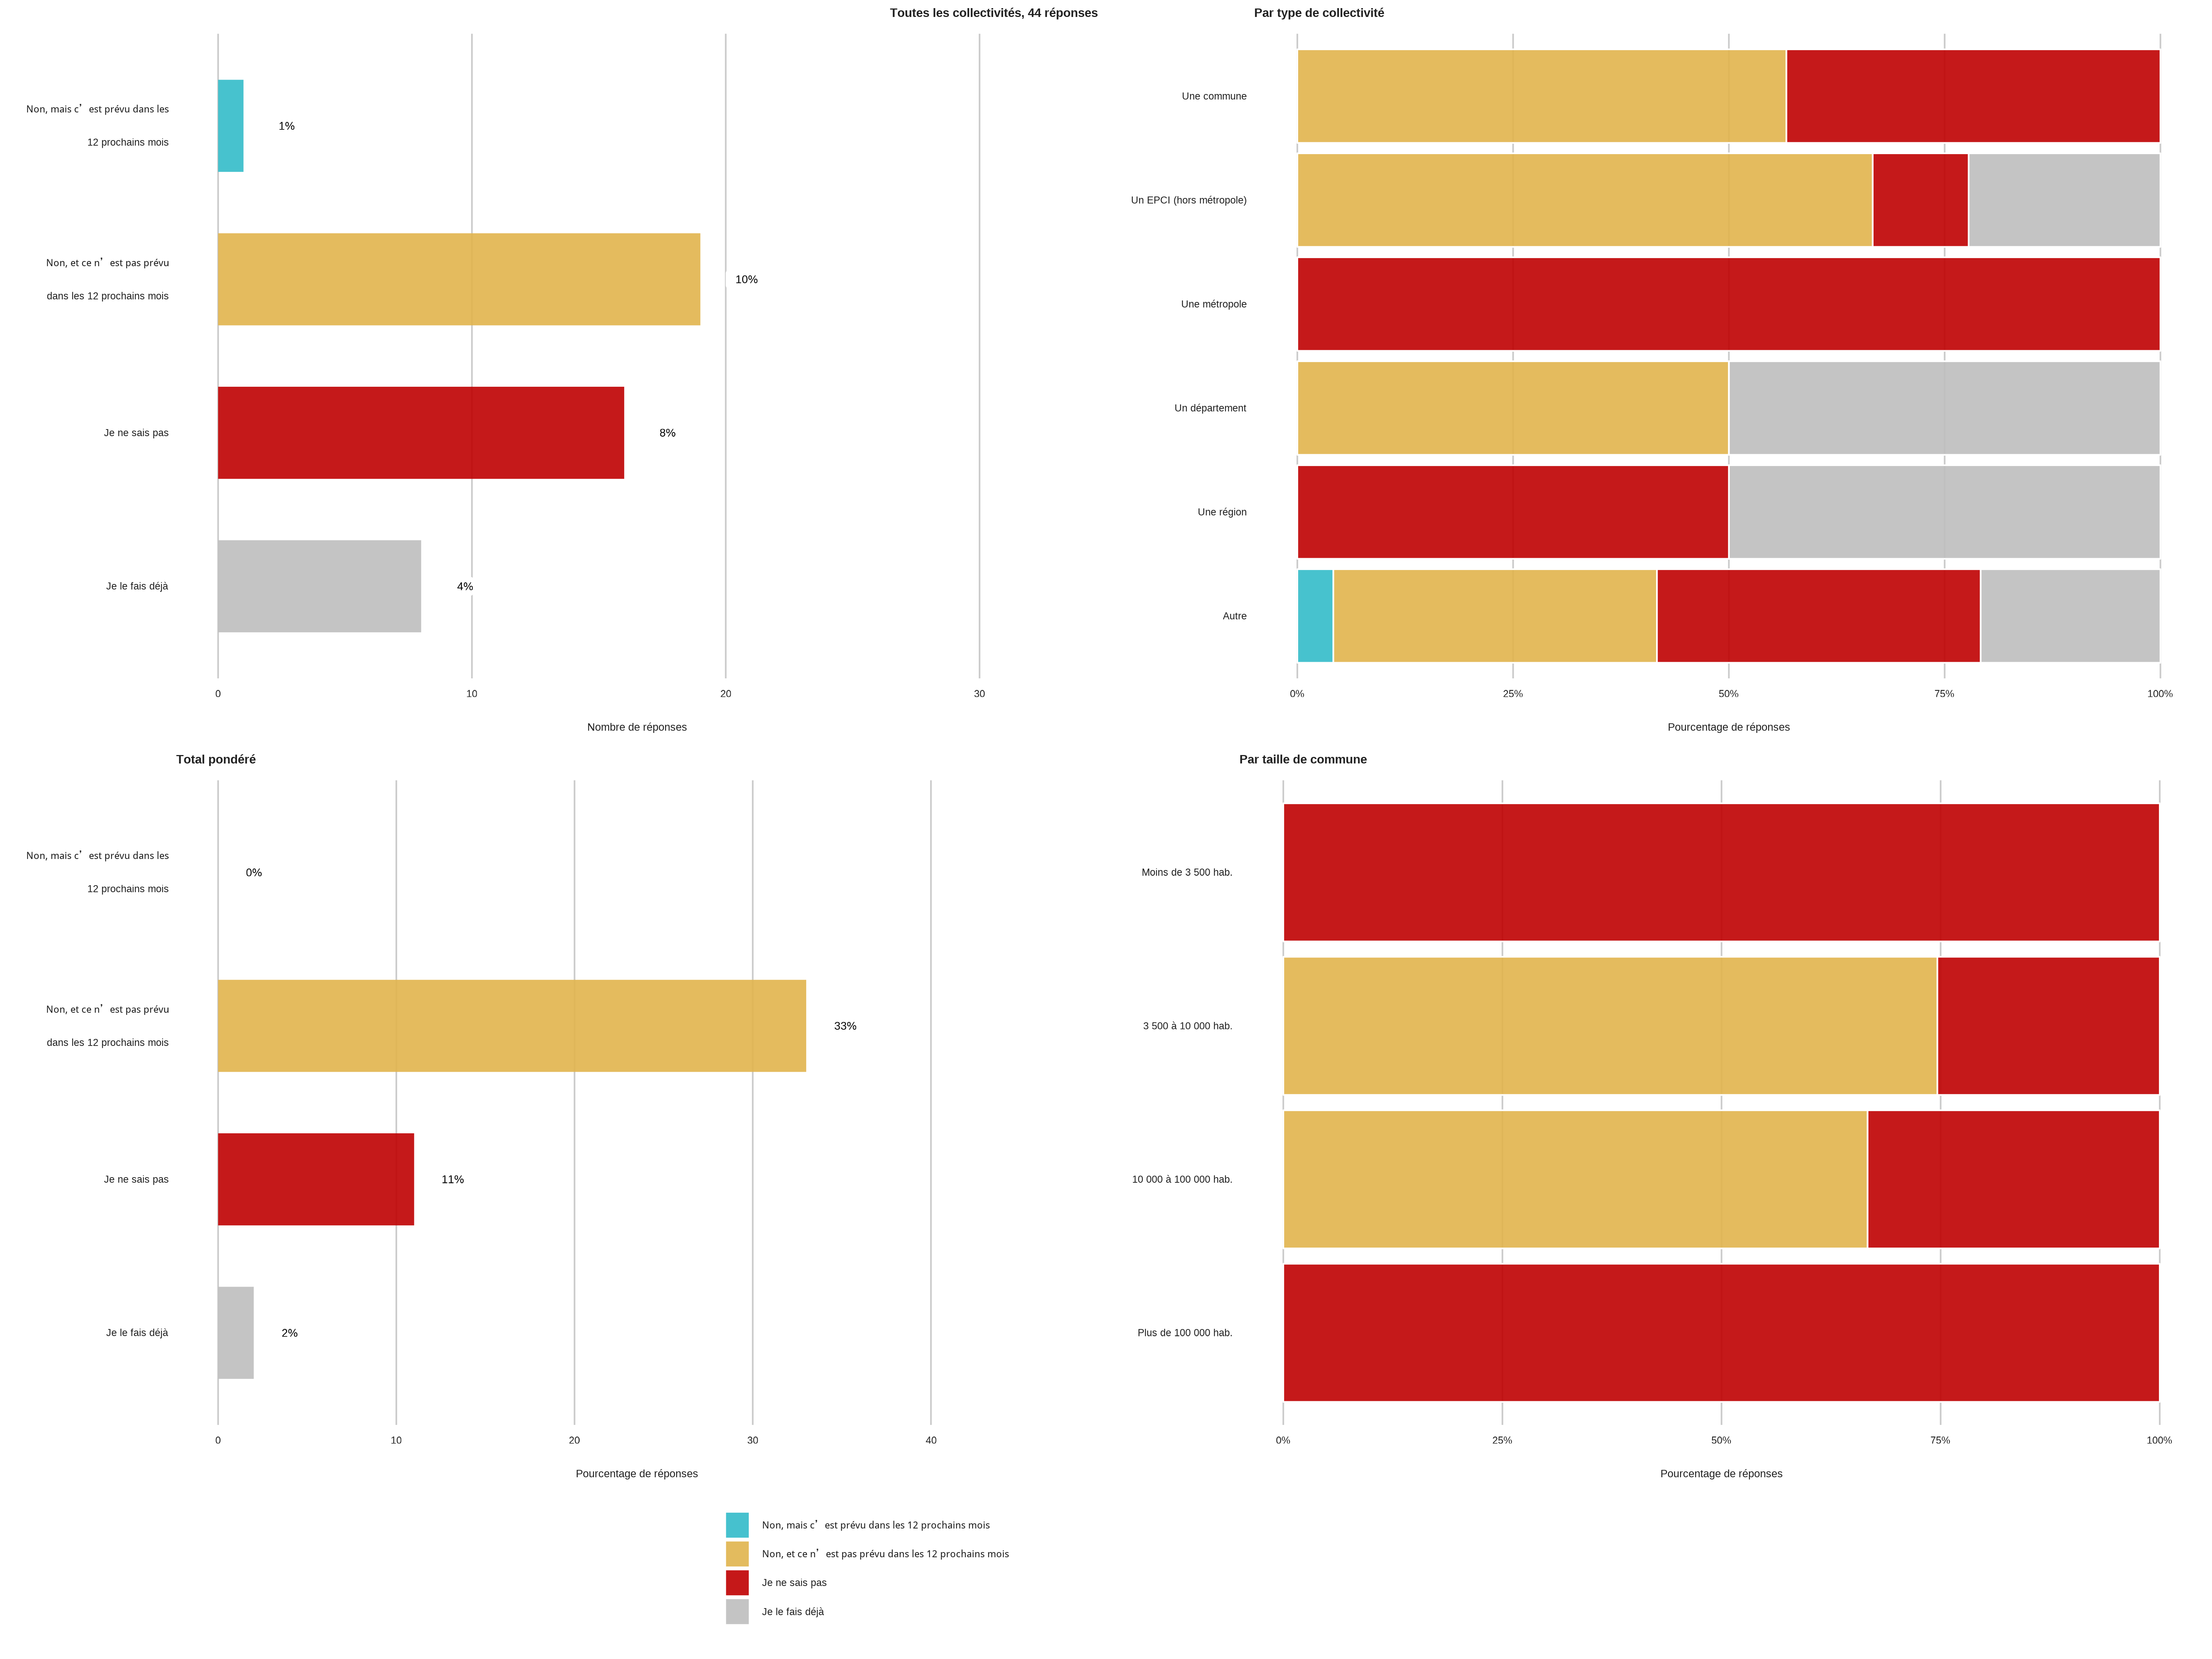 Toutes les collectivités, 44 réponses
Non, mais c’est prévu dans les
12 prochains mois
1%
Non, et ce n’est pas prévu
dans les 12 prochains mois
10%
Je ne sais pas
8%
Je le fais déjà
4%
0 10 20 30
Nombre de réponses
Par type de collectivité
Une commune
Un EPCI (hors métropole)
Une métropole
Un département
Une région
Autre
0% 25% 50% 75% 100%
Pourcentage de réponses
Total pondéré
Non, mais c’est prévu dans les
12 prochains mois
0%
Non, et ce n’est pas prévu
dans les 12 prochains mois
33%
Je ne sais pas
11%
Je le fais déjà
2%
0 10 20 30 40
Pourcentage de réponses
Par taille de commune
Moins de 3 500 hab.
3 500 à 10 000 hab.
10 000 à 100 000 hab.
Plus de 100 000 hab.
0% 25% 50% 75% 100%
Pourcentage de réponses
Non, mais c’est prévu dans les 12 prochains mois
Non, et ce n’est pas prévu dans les 12 prochains mois
Je ne sais pas
Je le fais déjà